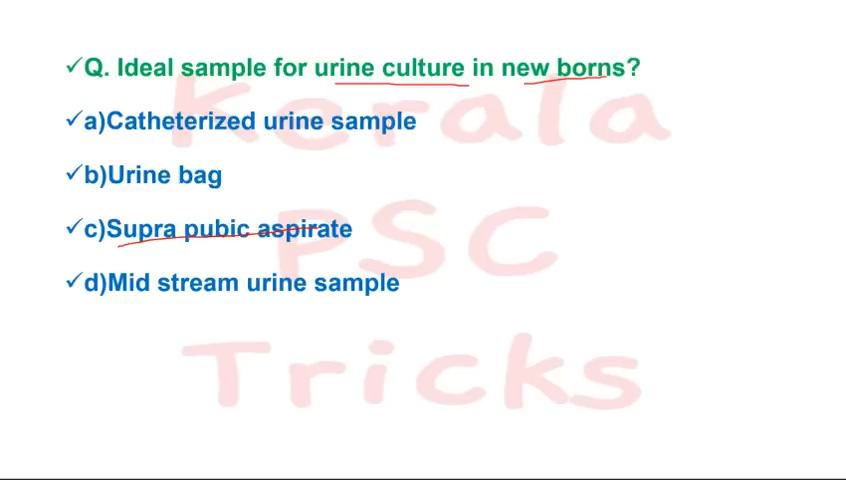 ✓Q. Ideal sample for urine culture in new borns?
✓a)Catheterized urine sample
✓b)Urine bag
✓c)Supra pubic aspirate
✓d)Mid stream urine sample
Kerala
PSC
Tricks